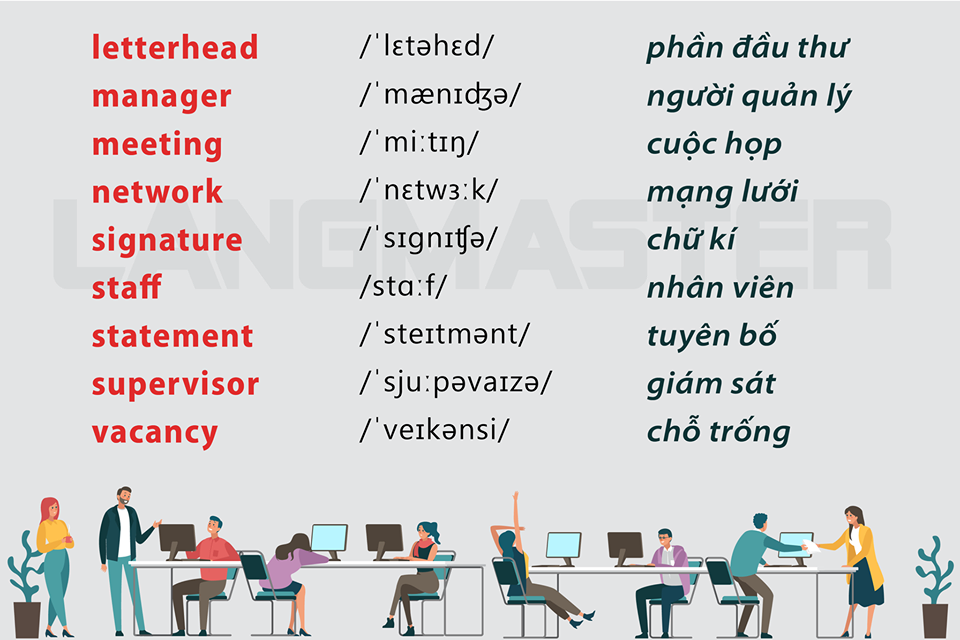 letterhead /ˈlɛtəhɛd/ phần đầu thư
manager /ˈmænɪʤə/ người quản lý
meeting /ˈmiːtɪŋ/ cuộc họp
network /ˈnɛtwɜːk/ mạng lưới
LANGMASTER
signature /ˈsɪgnɪʧə/ chữ kí
staff /stɑːf/ nhân viên
statement /ˈsteɪtmənt/ tuyên bố
supervisor /ˈsjuːpəvaɪzə/ giám sát
vacancy /ˈveɪkənsi/ chỗ trống